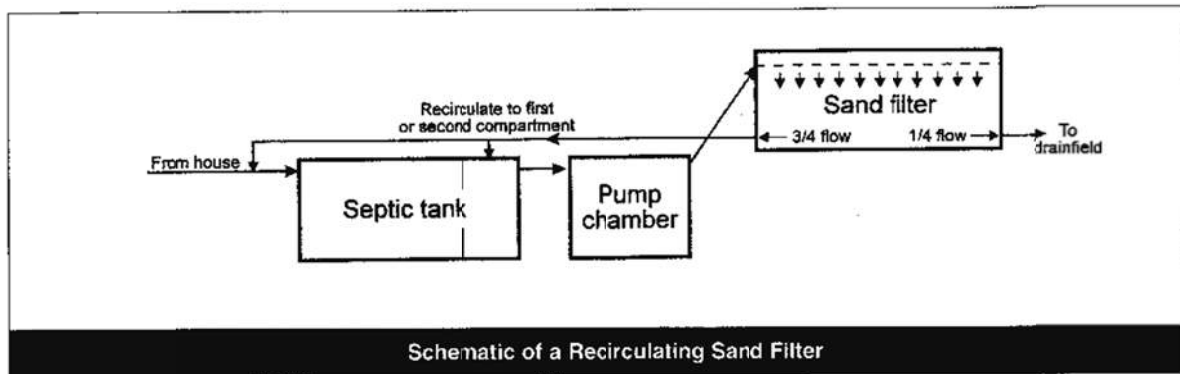 Recirculate to first
or second compartment
From house
Septic tank
Pump
chamber
Sand filter
3/4 flow
1/4 flow
To
drainfield
Schematic of a Recirculating Sand Filter